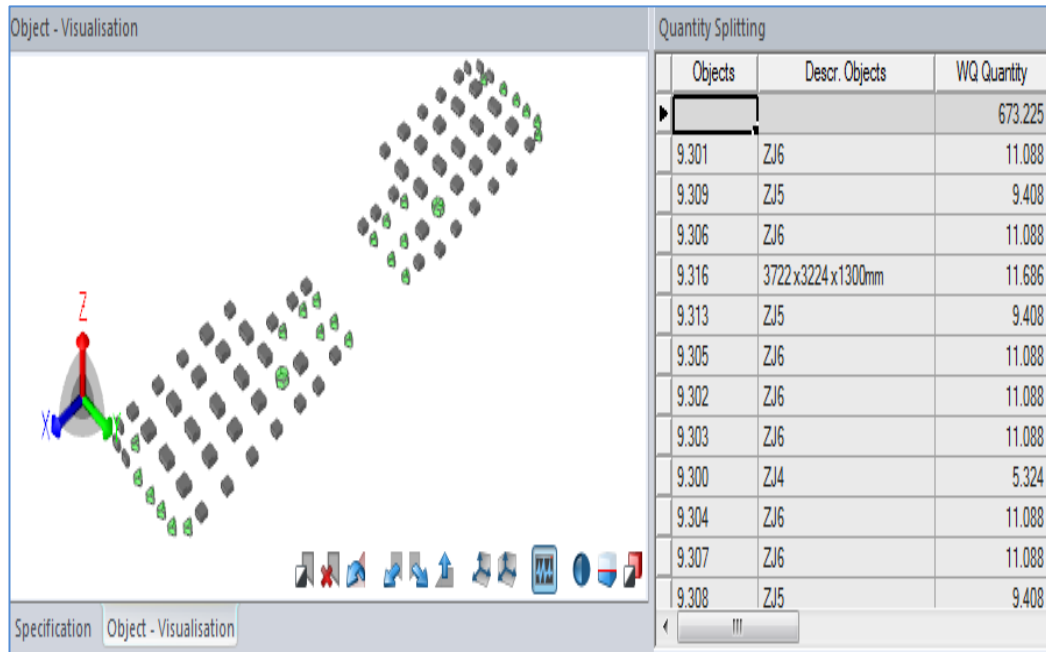 Object - Visualisation
Z
X
Specification Object - Visualisation
Quantity Splitting
Objects Descr. Objects WQ Quantity
673.225
9.301 ZJ6 11.088
9.309 ZJ5 9.408
9.306 ZJ6 11.088
9.316 3722 x3224 x1300mm 11.686
9.313 ZJ5 9.408
9.305 ZJ6 11.088
9.302 ZJ6 11.088
9.303 ZJ6 11.088
9.300 ZJ4 5.324
9.304 ZJ6 11.088
9.307 ZJ6 11.088
9.308 ZJ5 9.408